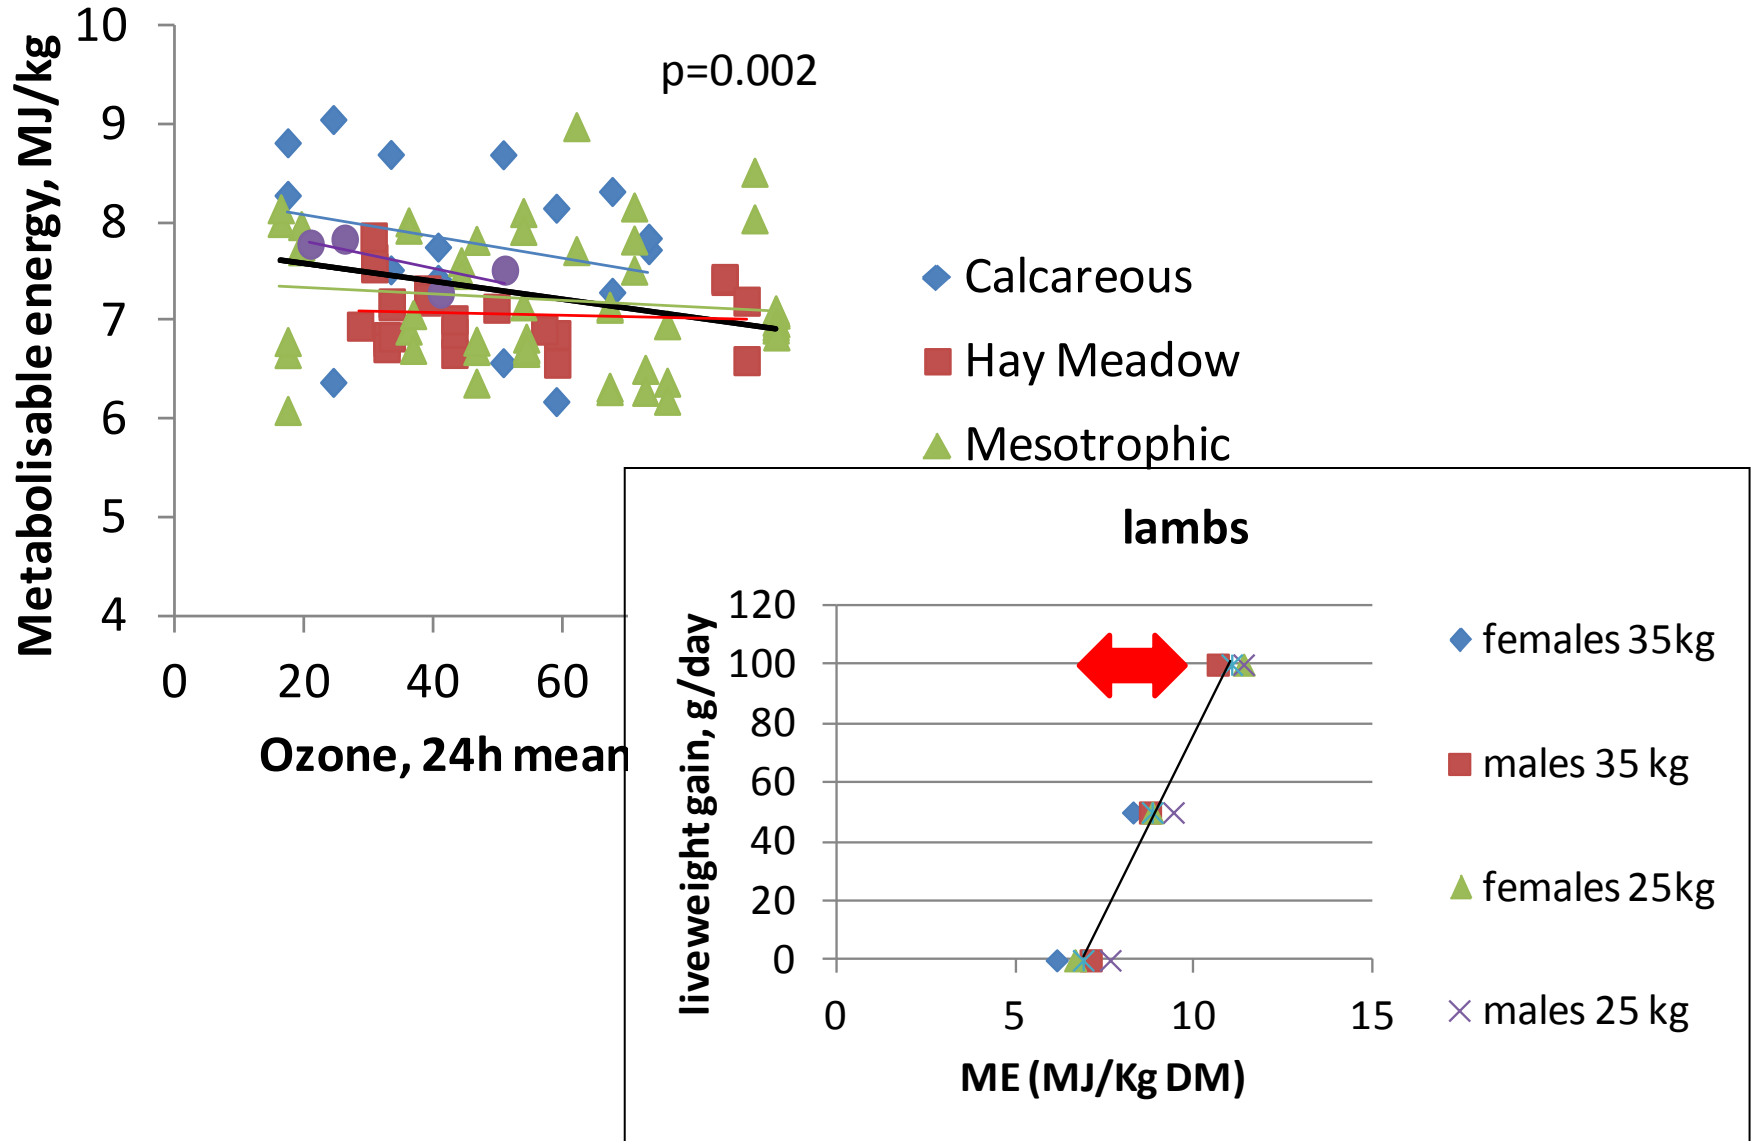 Metabolisable energy, MJ/kg
10
9
8
7
6
5
4
p=0.002
0 20 40 60
Ozone, 24h mean
Calcareous
Hay Meadow
Mesotrophic
lambs
liveweight gain, g/day
120
100
80
60
40
20
0
0 5 10 15
ME (MJ/Kg DM)
females 35kg
males 35 kg
females 25kg
males 25 kg